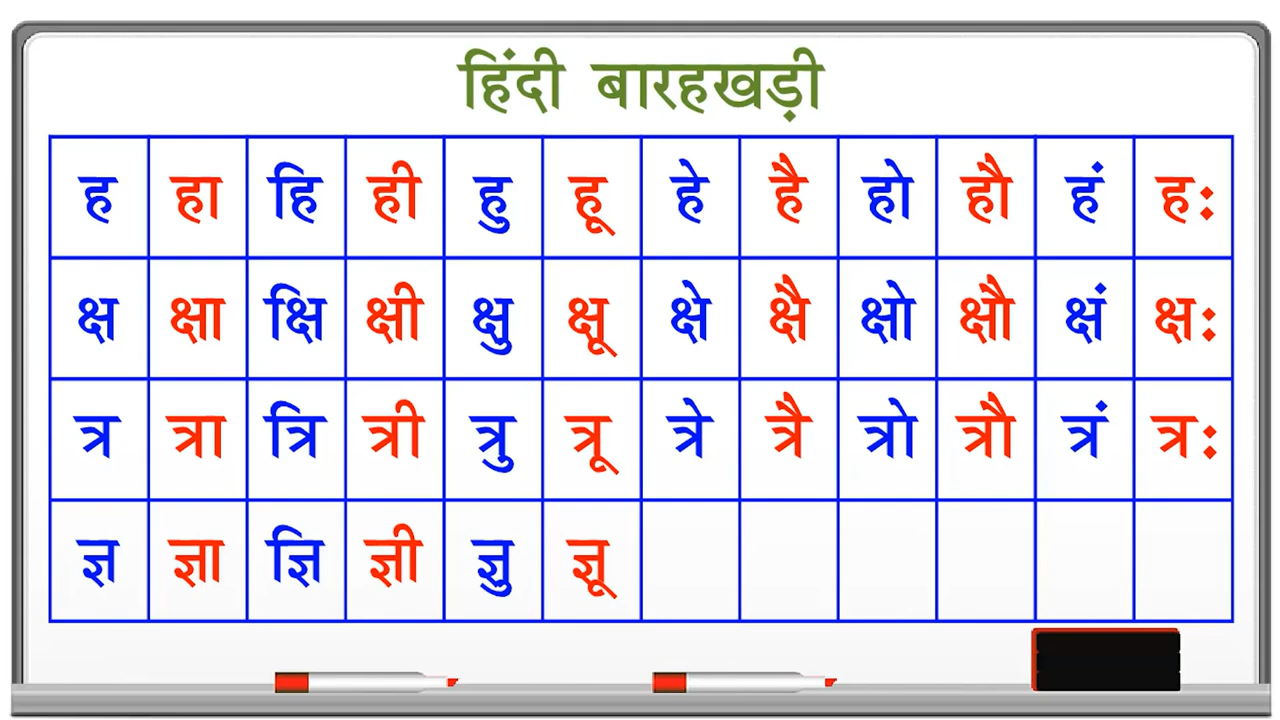 हिंदी बारहखड़ी
ह हा हि ही हु हू हे है हो हौ हं हः
क्ष क्षा क्षि क्षी क्षु क्षू क्षे क्षै क्षो क्षौ क्षं क्षः
त्र त्रा त्रि त्री त्रु त्रू त्रे त्रै त्रो त्रौ त्रं त्रः
ज्ञ ज्ञा ज्ञि ज्ञी ज्ञु ज्ञू